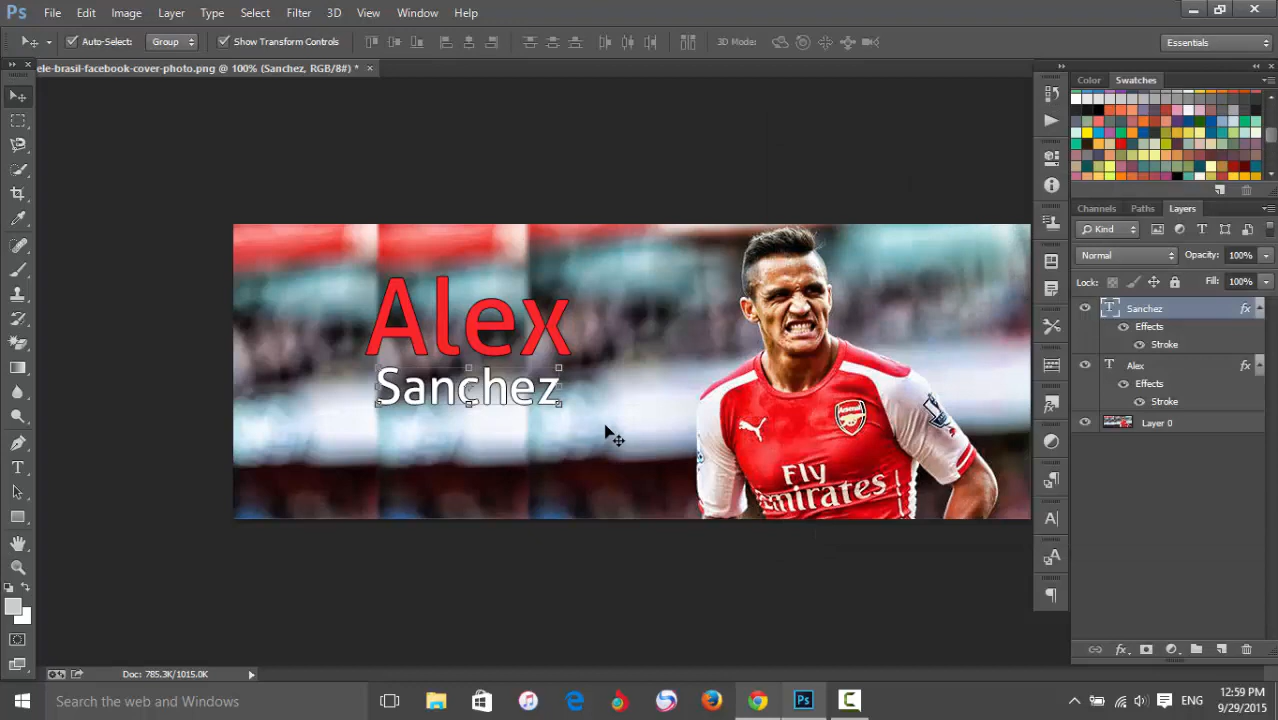 Ps File Edit Image Layer Type Select Filter 3D View Window Help
Auto-Select: Group Show Transform Controls 3D Mode: Essentials
ele-brasil-facebook-cover-photo.png @ 100% (Sanchez, RGB/8#) * ×
Color Swatches
Channels Paths Layers
Kind
Normal Opacity: 100%
Lock: Fill: 100%
T Sanchez fx
Effects
Stroke
T Alex
Effects
Stroke
Layer 0
Alex
Sanchez
Arsenal
Fly
Emirates
Doc: 785.3K/1015.0K
Search the web and Windows
Ps
ENG
12:59 PM
9/29/2015